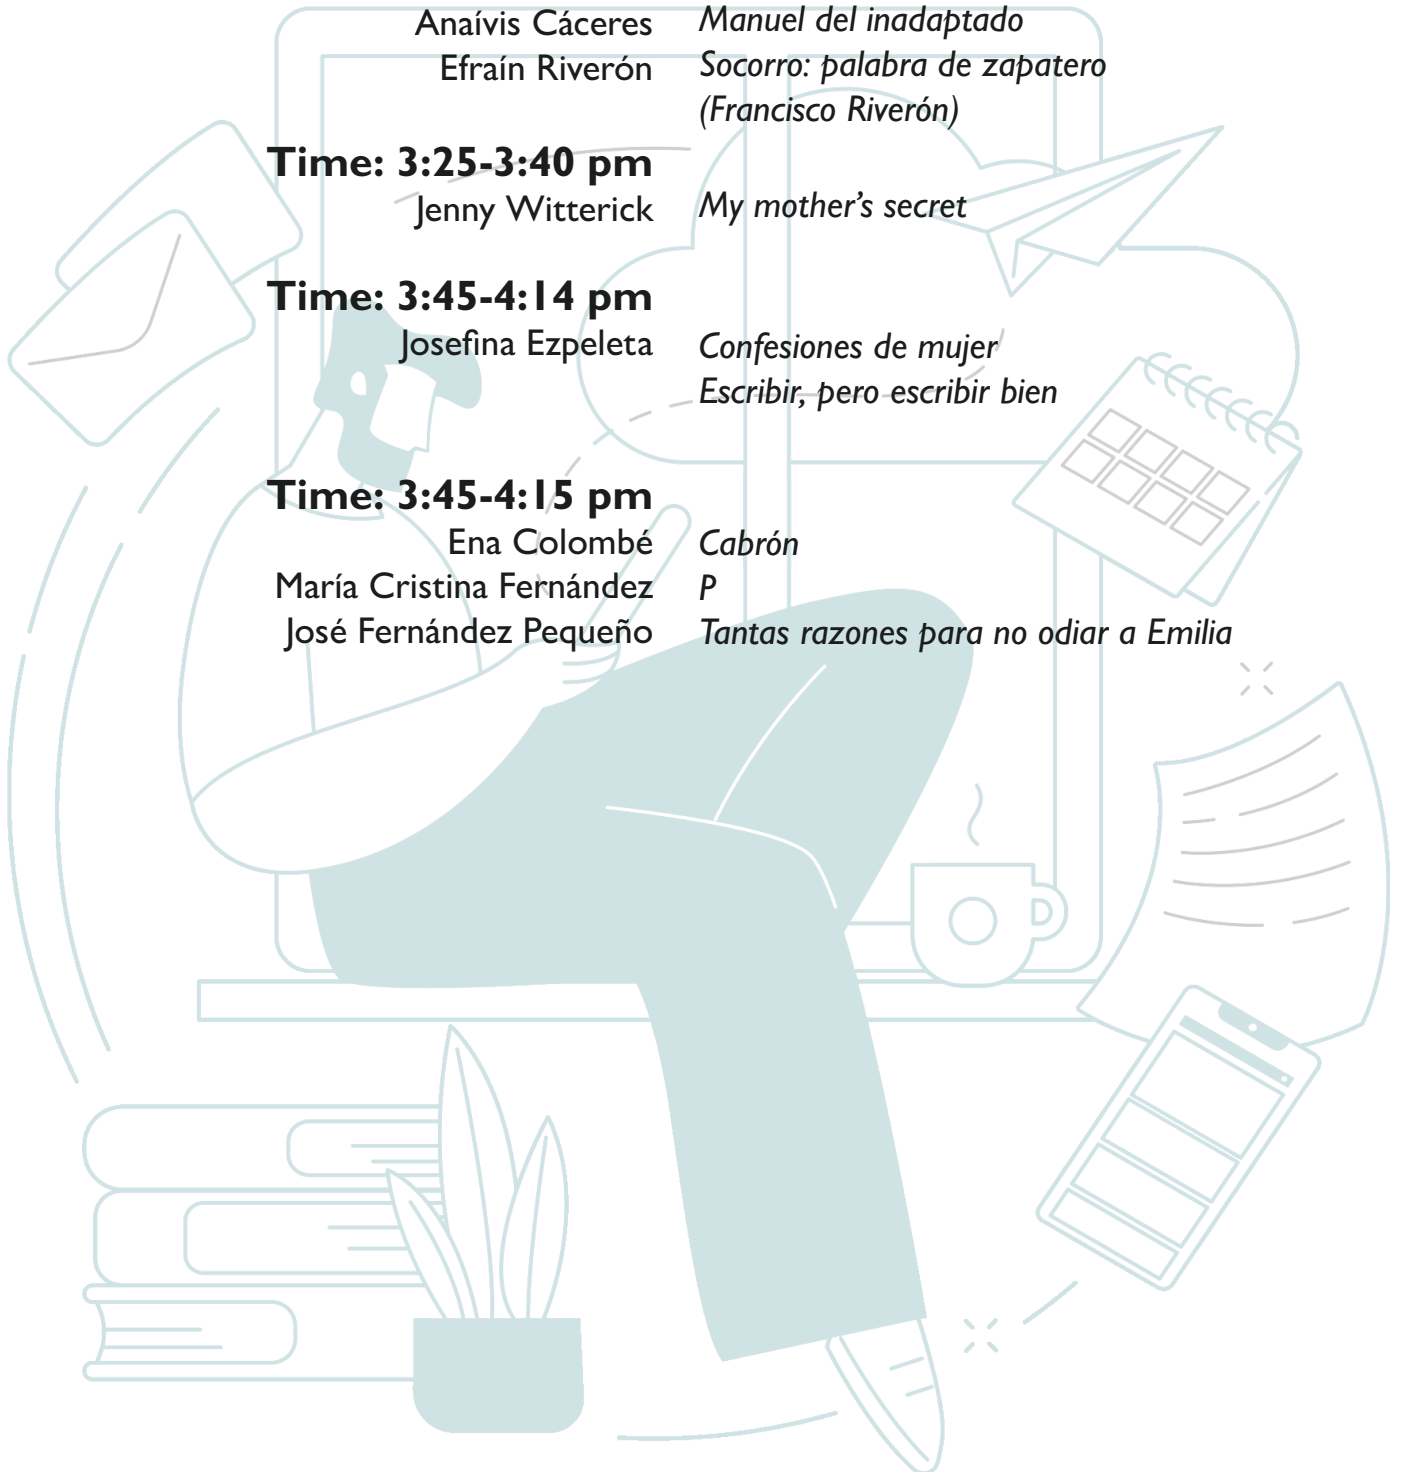 Anaívis Cáceres Manuel del inadaptado
Efraín Riverón Socorro: palabra de zapatero
(Francisco Riverón)
Time: 3:25-3:40 pm
Jenny Witterick My mother’s secret
Time: 3:45-4:14 pm
Josefina Ezpeleta Confesiones de mujer
Escribir, pero escribir bien
Time: 3:45-4:15 pm
Ena Colombé Cabrón
María Cristina Fernández P
José Fernández Pequeño Tantas razones para no odiar a Emilia